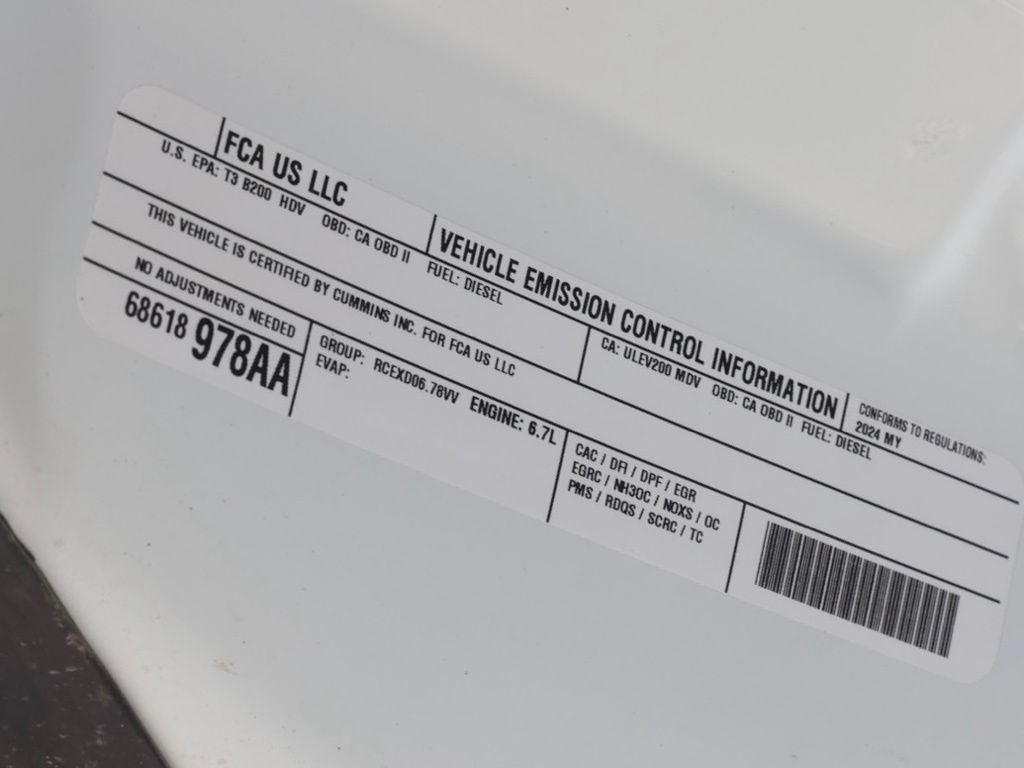 FCA US LLC
VEHICLE EMISSION CONTROL INFORMATION
CONFORMS TO REGULATIONS:
2024 MY
U.S. EPA: T3 B200 HDV OBD: CA OBD II FUEL: DIESEL
CA: ULEV200 MDV OBD: CA OBD II FUEL: DIESEL
THIS VEHICLE IS CERTIFIED BY CUMMINS INC. FOR FCA US LLC
NO ADJUSTMENTS NEEDED
68618978AA
GROUP: RCEXD06.78VV ENGINE: 6.7L
EVAP:
CAC / DFI / DPF / EGR
EGRC / NH3OC / NOXS / OC
PMS / RDQS / SCRC / TC